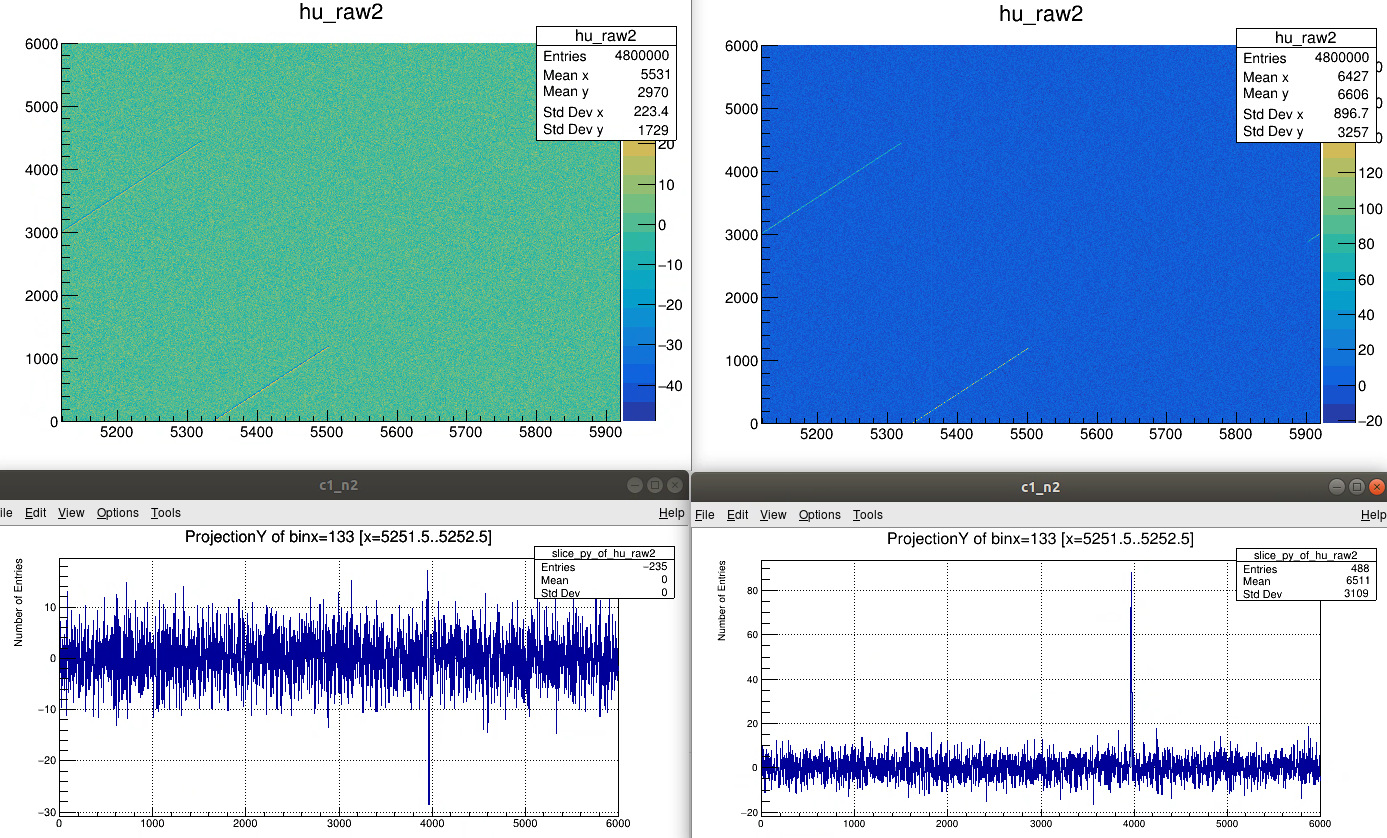 hu_raw2
hu_raw2
Entries 4800000
Mean x 5531
Mean y 2970
Std Dev x 223.4
Std Dev y 1729
6000
5000
4000
3000
2000
1000
0
5200 5300 5400 5500 5600 5700 5800 5900
20
10
0
−10
−20
−30
−40
hu_raw2
hu_raw2
Entries 4800000
Mean x 6427
Mean y 6606
Std Dev x 896.7
Std Dev y 3257
6000
5000
4000
3000
2000
1000
0
5200 5300 5400 5500 5600 5700 5800 5900
0
0
0
120
100
80
60
40
20
0
−20
c1_n2
ile Edit View Options Tools Help
ProjectionY of binx=133 [x=5251.5..5252.5]
slice_py_of_hu_raw2
Entries −235
Mean 0
Std Dev 0
Number of Entries
10
0
−10
−20
−30
0 1000 2000 3000 4000 5000 6000
c1_n2
File Edit View Options Tools Help
ProjectionY of binx=133 [x=5251.5..5252.5]
slice_py_of_hu_raw2
Entries 488
Mean 6511
Std Dev 3109
Number of Entries
80
60
40
20
0
−20
0 1000 2000 3000 4000 5000 6000